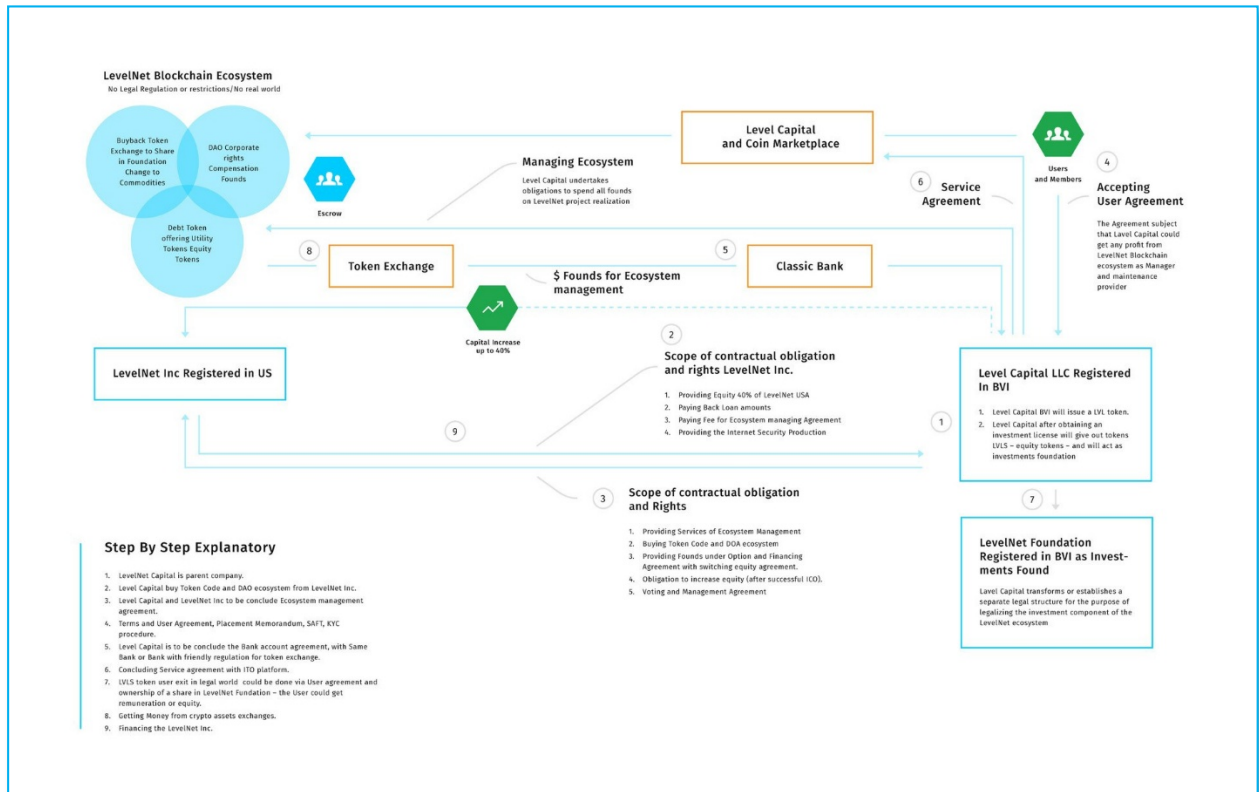 LevelNet Blockchain Ecosystem
No Legal Regulation or restrictions/No real world
Buyback Token
Exchange to Share
in Foundation
Change to
Commodities
DAO Corporate
rights
Compensation
Founds
Debt Token
offering Utility
Tokens Equity
Tokens
Escrow
Managing Ecosystem
Level Capital undertakes
obligations to spend all founds
on LevelNet project realization
Level Capital
and Coin Marketplace
Users
and Members
4
Accepting
User Agreement
The Agreement subject
that Lavel Capital could
get any profit from
LevelNet Blockchain
ecosystem as Manager
and maintenance
provider
6
Service
Agreement
8
Token Exchange
$ Founds for Ecosystem
management
5
Classic Bank
Capital Increase
up to 40%
LevelNet Inc Registered in US
2
Scope of contractual obligation
and rights LevelNet Inc.
1. Providing Equity 40% of LevelNet USA
2. Paying Back Loan amounts
3. Paying Fee for Ecosystem managing Agreement
4. Providing the Internet Security Production
9
1
Level Capital LLC Registered
In BVI
1. Level Capital BVI will issue a LVL token.
2. Level Capital after obtaining an
investment license will give out tokens
LVLS – equity tokens – and will act as
investments foundation
3
Scope of contractual obligation
and Rights
1. Providing Services of Ecosystem Management
2. Buying Token Code and DOA ecosystem
3. Providing Founds under Option and Financing
Agreement with switching equity agreement.
4. Obligation to increase equity (after successful ICO).
5. Voting and Management Agreement
7
LevelNet Foundation
Registered in BVI as Invest-
ments Found
Laval Capital transforms or establishes a
separate legal structure for the purpose of
legalizing the investment component of the
LevelNet ecosystem
Step By Step Explanatory
1. LevelNet Capital is parent company.
2. Level Capital buy Token Code and DAO ecosystem from LevelNet Inc.
3. Level Capital and LevelNet Inc to be conclude Ecosystem management
agreement.
4. Terms and User Agreement, Placement Memorandum, SAFT, KYC
procedure.
5. Level Capital is to be conclude the Bank account agreement, with Same
Bank or Bank with friendly regulation for token exchange.
6. Concluding Service agreement with ITO platform.
7. LVLS token user exit in legal world could be done via User agreement and
ownership of a share in LevelNet Fundation – the User could get
remuneration or equity.
8. Getting Money from crypto assets exchanges.
9. Financing the LevelNet Inc.